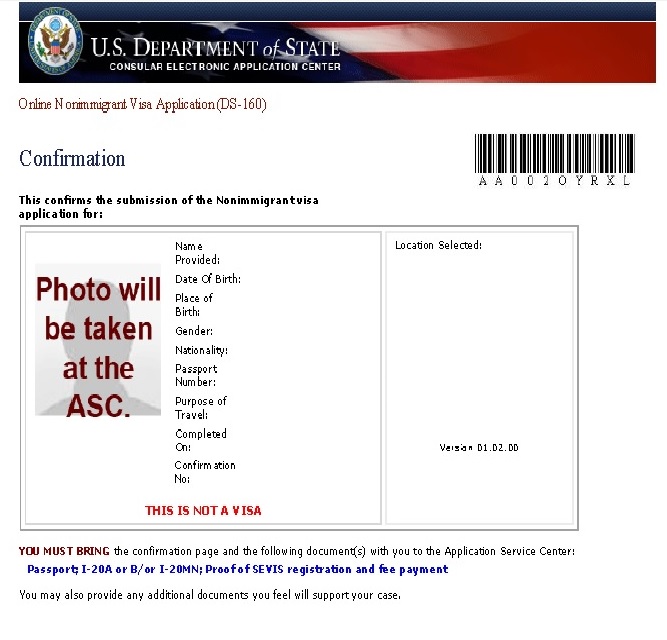 U.S. DEPARTMENT of STATE
CONSULAR ELECTRONIC APPLICATION CENTER
Online Nonimmigrant Visa Application (DS-160)
Confirmation
A A 0 0 2 0 Y R X L
This confirms the submission of the Nonimmigrant visa
application for:
Photo will
be taken
at the
ASC.
Name
Provided:
Date Of Birth:
Place of
Birth:
Gender:
Nationality:
Passport
Number:
Purpose of
Travel:
Completed
On:
Confirmation
No:
THIS IS NOT A VISA
Location Selected:
Version 01.02.00
YOU MUST BRING the confirmation page and the following document(s) with you to the Application Service Center:
Passport; I-20A or B/or I-20MN; Proof of SEVIS registration and fee payment
You may also provide any additional documents you feel will support your case.